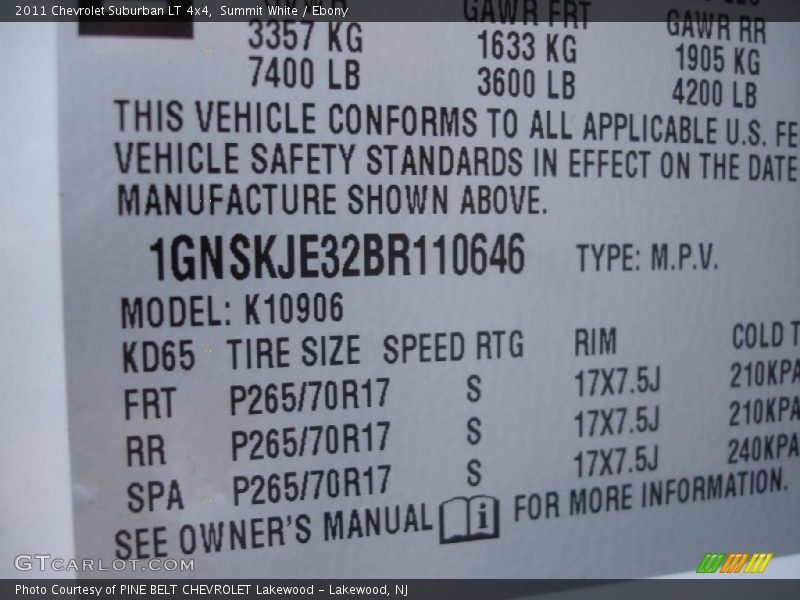 2011 Chevrolet Suburban LT 4x4,  Summit White / Ebony
GAWR FRT GAWR RR
3357 KG 1633 KG 1905 KG
7400 LB 3600 LB 4200 LB
THIS VEHICLE CONFORMS TO ALL APPLICABLE U.S. FE
VEHICLE SAFETY STANDARDS IN EFFECT ON THE DATE
MANUFACTURE SHOWN ABOVE.
1GNSKJE32BR110646 TYPE: M.P.V.
MODEL: K10906
KD65 TIRE SIZE SPEED RTG RIM COLD T
FRT P265/70R17 S 17X7.5J 210KPA
RR P265/70R17 S 17X7.5J 210KPA
SPA P265/70R17 S 17X7.5J 240KPA
SEE OWNER'S MANUAL i FOR MORE INFORMATION.
GTCARLOT.COM
Photo Courtesy of PINE BELT CHEVROLET Lakewood - Lakewood, NJ